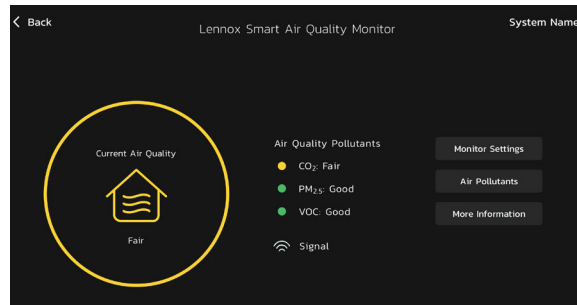 Back
Lennox Smart Air Quality Monitor
System Name
Current Air Quality
Fair
Air Quality Pollutants
CO₂: Fair
PM₂.₅: Good
VOC: Good
Signal
Monitor Settings
Air Pollutants
More Information